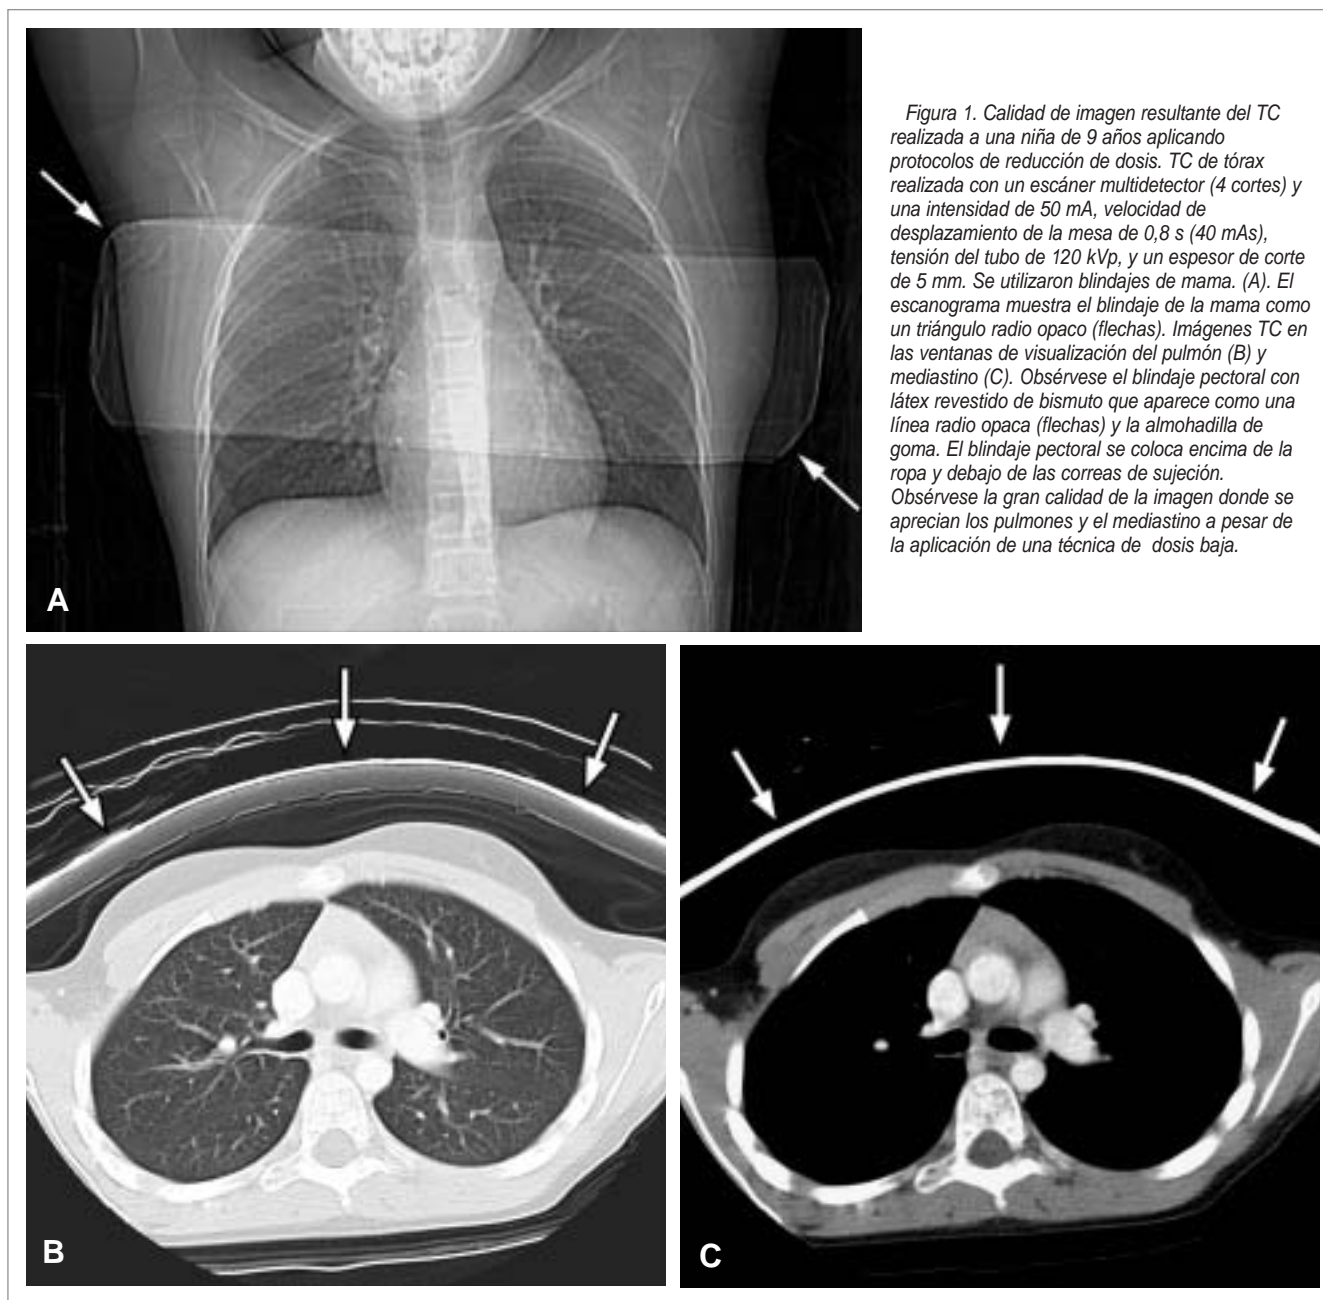 Figura 1. Calidad de imagen resultante del TC
realizada a una niña de 9 años aplicando
protocolos de reducción de dosis. TC de tórax
realizada con un escáner multidetector (4 cortes) y
una intensidad de 50 mA, velocidad de
desplazamiento de la mesa de 0,8 s (40 mAs),
tensión del tubo de 120 kVp, y un espesor de corte
de 5 mm. Se utilizaron blindajes de mama. (A). El
escanograma muestra el blindaje de la mama como
un triángulo radio opaco (flechas). Imágenes TC en
las ventanas de visualización del pulmón (B) y
mediastino (C). Obsérvese el blindaje pectoral con
látex revestido de bismuto que aparece como una
línea radio opaca (flechas) y la almohadilla de
goma. El blindaje pectoral se coloca encima de la
ropa y debajo de las correas de sujeción.
Obsérvese la gran calidad de la imagen donde se
aprecian los pulmones y el mediastino a pesar de
la aplicación de una técnica de dosis baja.
A
B
C